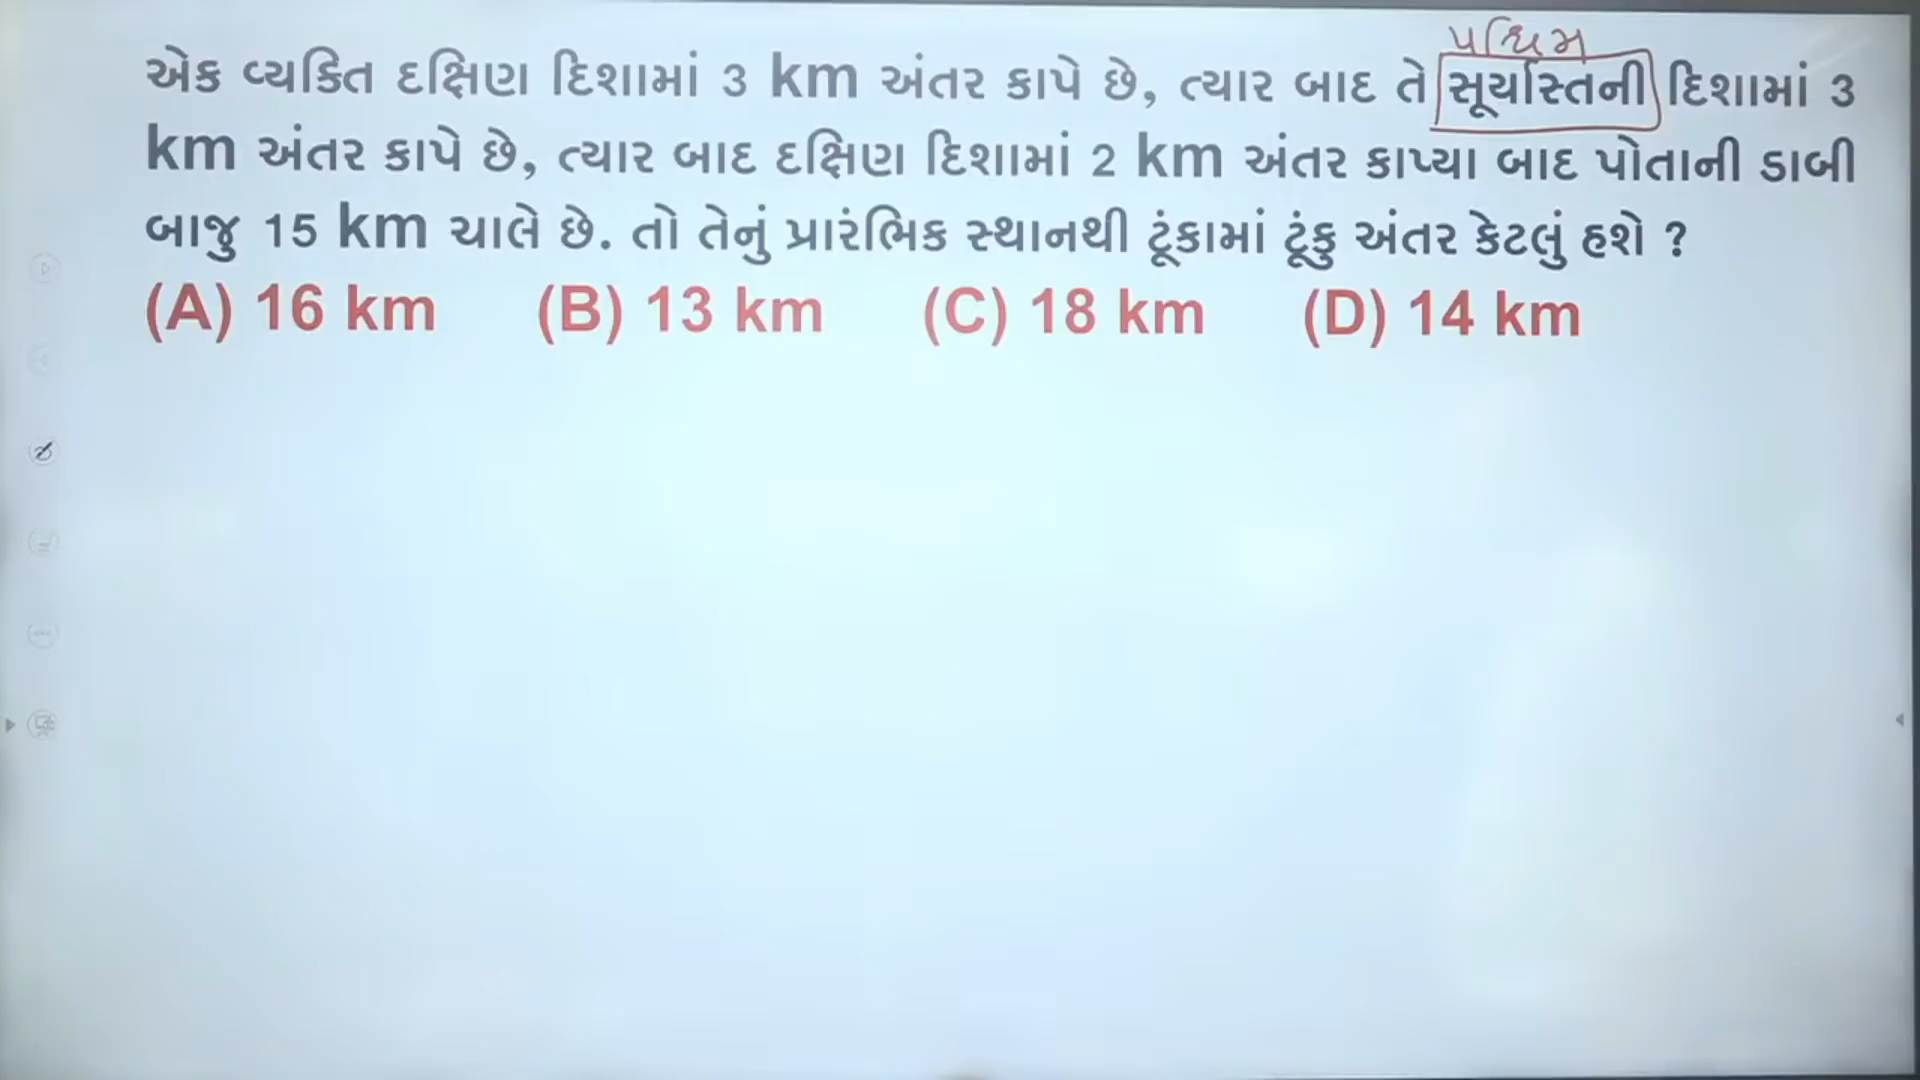 પશ્ચિમ
એક વ્યકિત દક્ષિણ દિશામાં 3 km અંતર કાપે છે, ત્યાર બાદ તે સૂર્યાસ્તની દિશામાં 3
km અંતર કાપે છે, ત્યાર બાદ દક્ષિણ દિશામાં 2 km અંતર કાપ્યા બાદ પોતાની ડાબી
બાજુ 15 km ચાલે છે. તો તેનું પ્રારંભિક સ્થાનથી ટૂંકામાં ટૂંકુ અંતર કેટલું હશે ?
(A) 16 km (B) 13 km (C) 18 km (D) 14 km